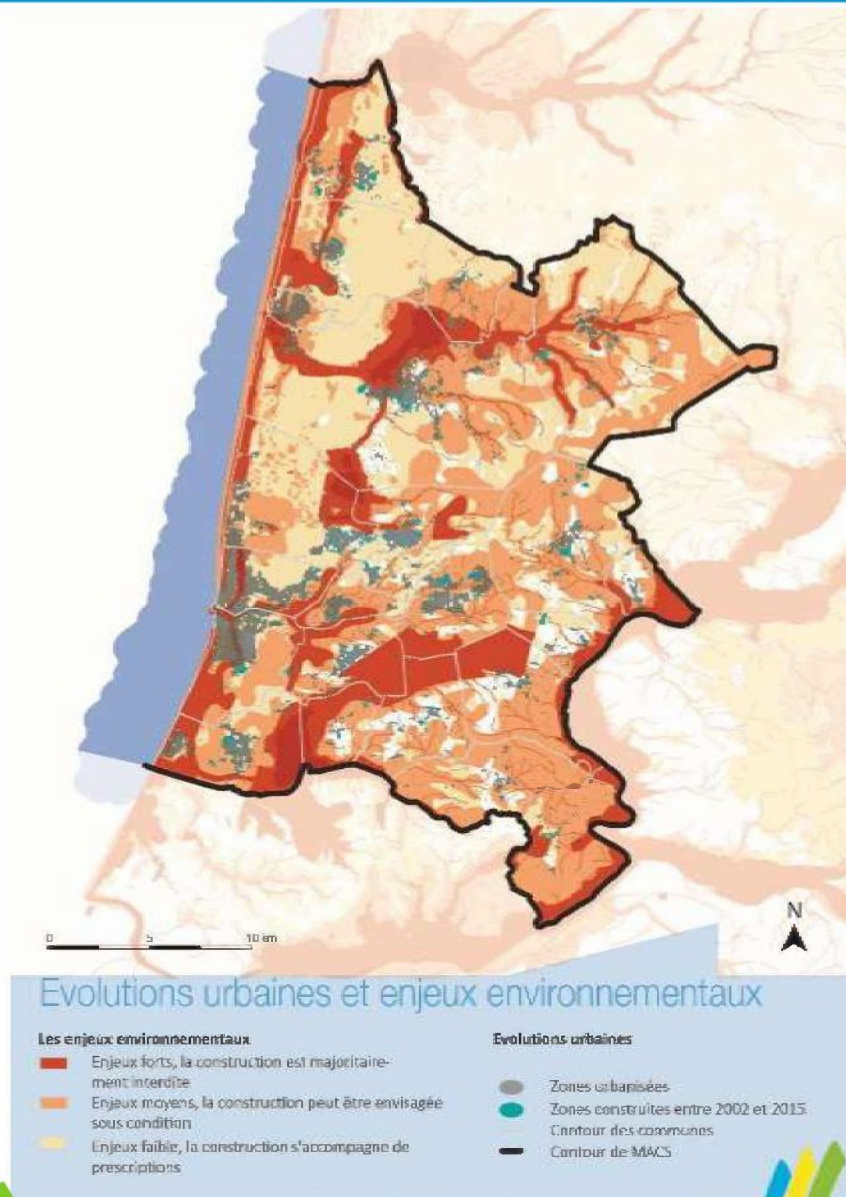 N
0 5 10 km
Evolutions urbaines et enjeux environnementaux
Les enjeux environnementaux
Enjeux forts, la construction est majoritaire-
ment interdite
Enjeux moyens, la construction peut être envisagée
sous condition
Enjeux faible, la construction s'accompagne de
prescriptions
Evolutions urbaines
Zones urbanisées
Zones construites entre 2002 et 2015
Contour des communes
Contour de MACS